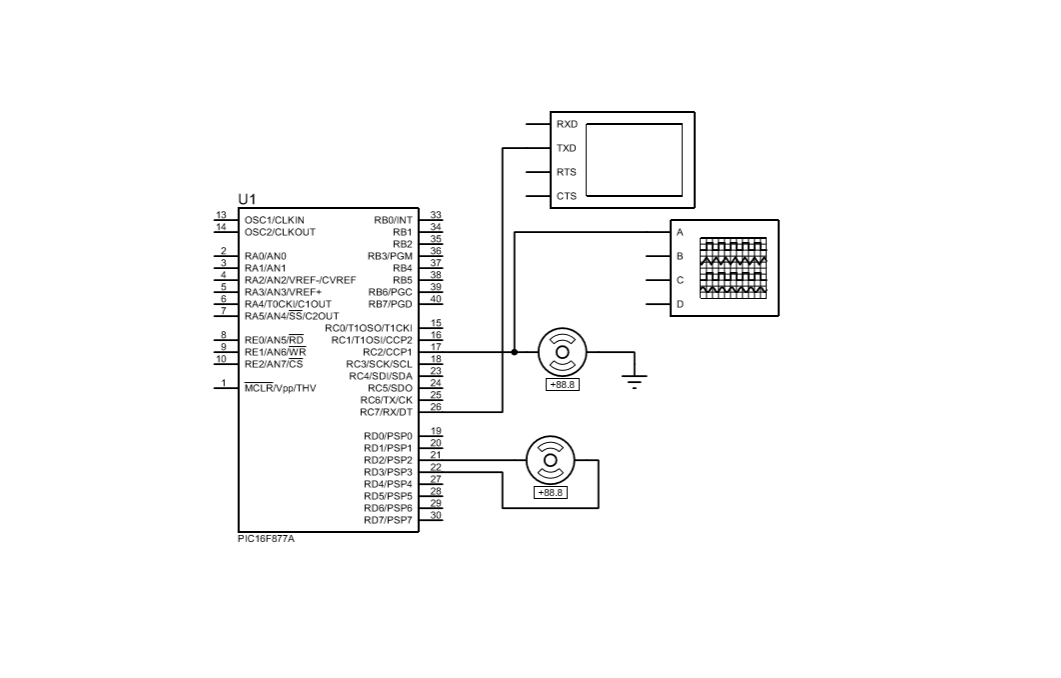 RXD
TXD
RTS
CTS
U1
A
B
C
D
13 OSC1/CLKIN
14 OSC2/CLKOUT
2 RA0/AN0
3 RA1/AN1
4 RA2/AN2/VREF-/CVREF
5 RA3/AN3/VREF+
6 RA4/T0CKI/C1OUT
7 RA5/AN4/SS/C2OUT
8 RE0/AN5/RD
9 RE1/AN6/WR
10 RE2/AN7/CS
1 MCLR/Vpp/THV
RB0/INT 33
RB1 34
RB2 35
RB3/PGM 36
RB4 37
RB5 38
RB6/PGC 39
RB7/PGD 40
RC0/T1OSO/T1CKI 15
RC1/T1OSI/CCP2 16
RC2/CCP1 17
RC3/SCK/SCL 18
RC4/SDI/SDA 23
RC5/SDO 24
RC6/TX/CK 25
RC7/RX/DT 26
RD0/PSP0 19
RD1/PSP1 20
RD2/PSP2 21
RD3/PSP3 22
RD4/PSP4 27
RD5/PSP5 28
RD6/PSP6 29
RD7/PSP7 30
+88.8
+88.8
PIC16F877A